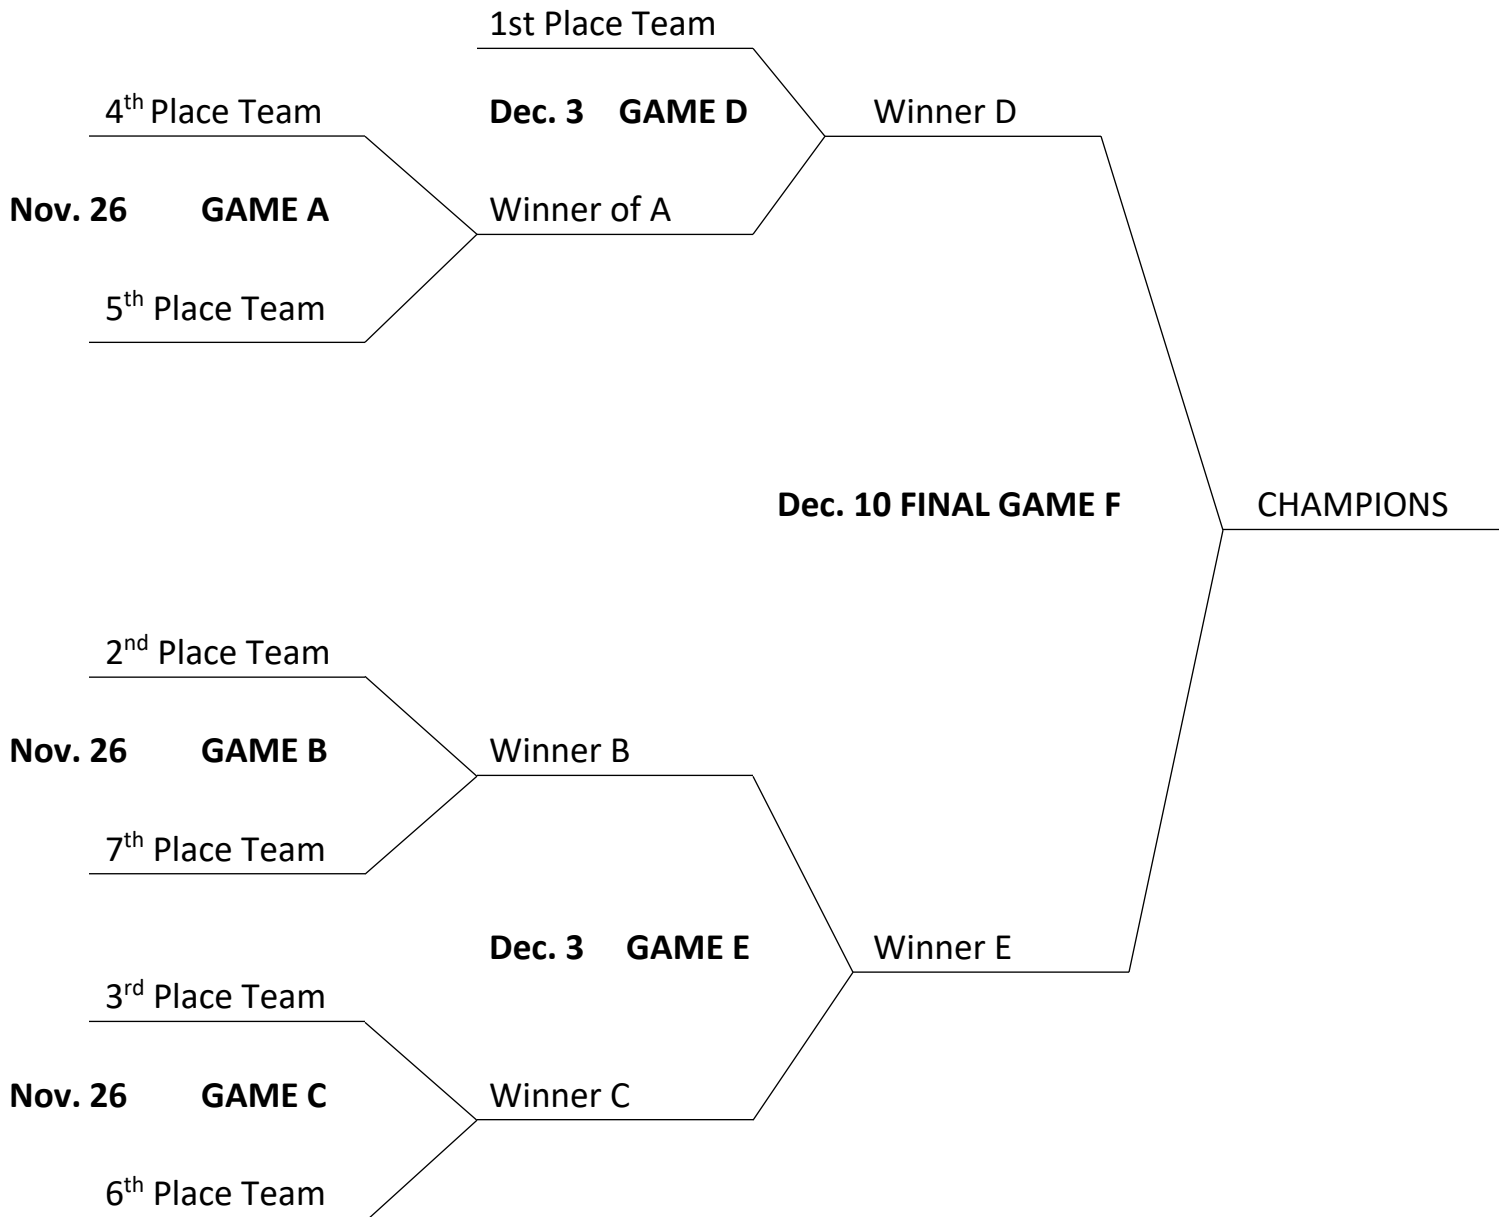 1st Place Team
4th Place Team
Dec. 3 GAME D
Winner D
Nov. 26 GAME A
Winner of A
5th Place Team
Dec. 10 FINAL GAME F
CHAMPIONS
2nd Place Team
Nov. 26 GAME B
Winner B
7th Place Team
Dec. 3 GAME E
Winner E
3rd Place Team
Nov. 26 GAME C
Winner C
6th Place Team